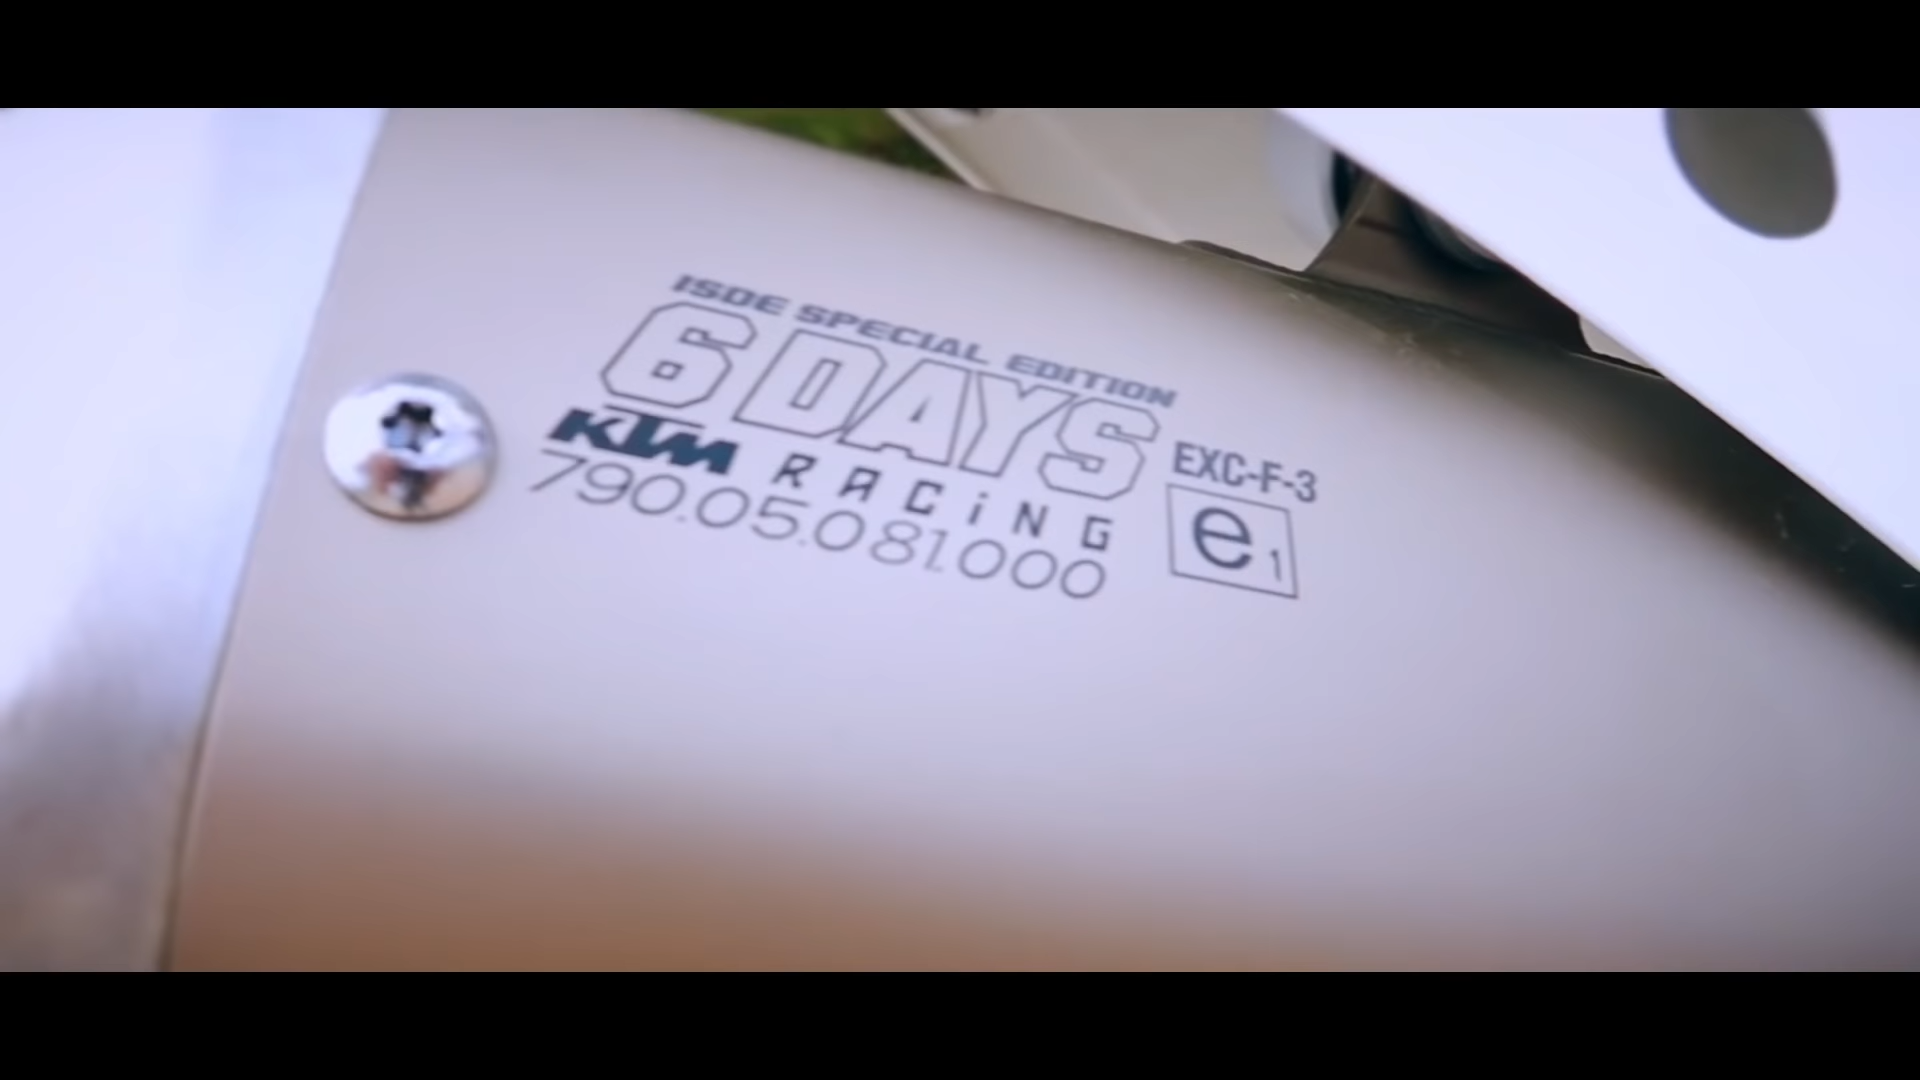 ISDE SPECIAL EDITION
6 DAYS
KTM RACiNG
790.05.081.000
EXC-F-3
e1